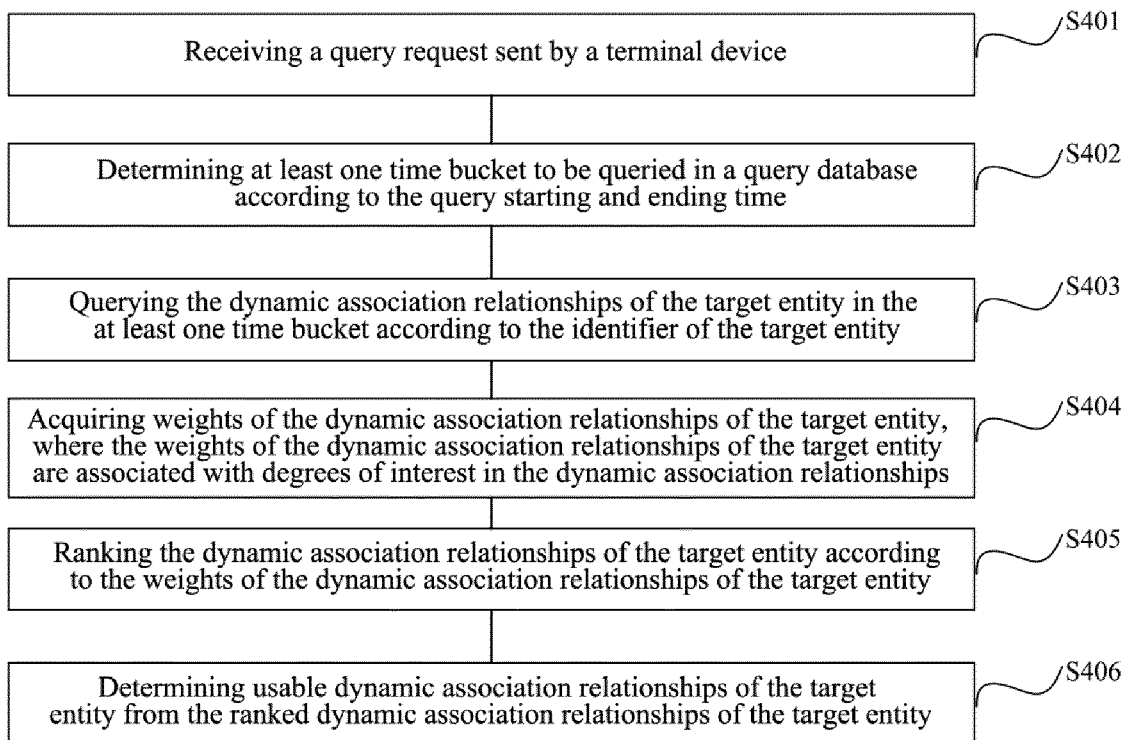 S401
Receiving a query request sent by a terminal device
S402
Determining at least one time bucket to be queried in a query database
according to the query starting and ending time
S403
Querying the dynamic association relationships of the target entity in the
at least one time bucket according to the identifier of the target entity
S404
Acquiring weights of the dynamic association relationships of the target entity,
where the weights of the dynamic association relationships of the target entity
are associated with degrees of interest in the dynamic association relationships
S405
Ranking the dynamic association relationships of the target entity according
to the weights of the dynamic association relationships of the target entity
S406
Determining usable dynamic association relationships of the target
entity from the ranked dynamic association relationships of the target entity